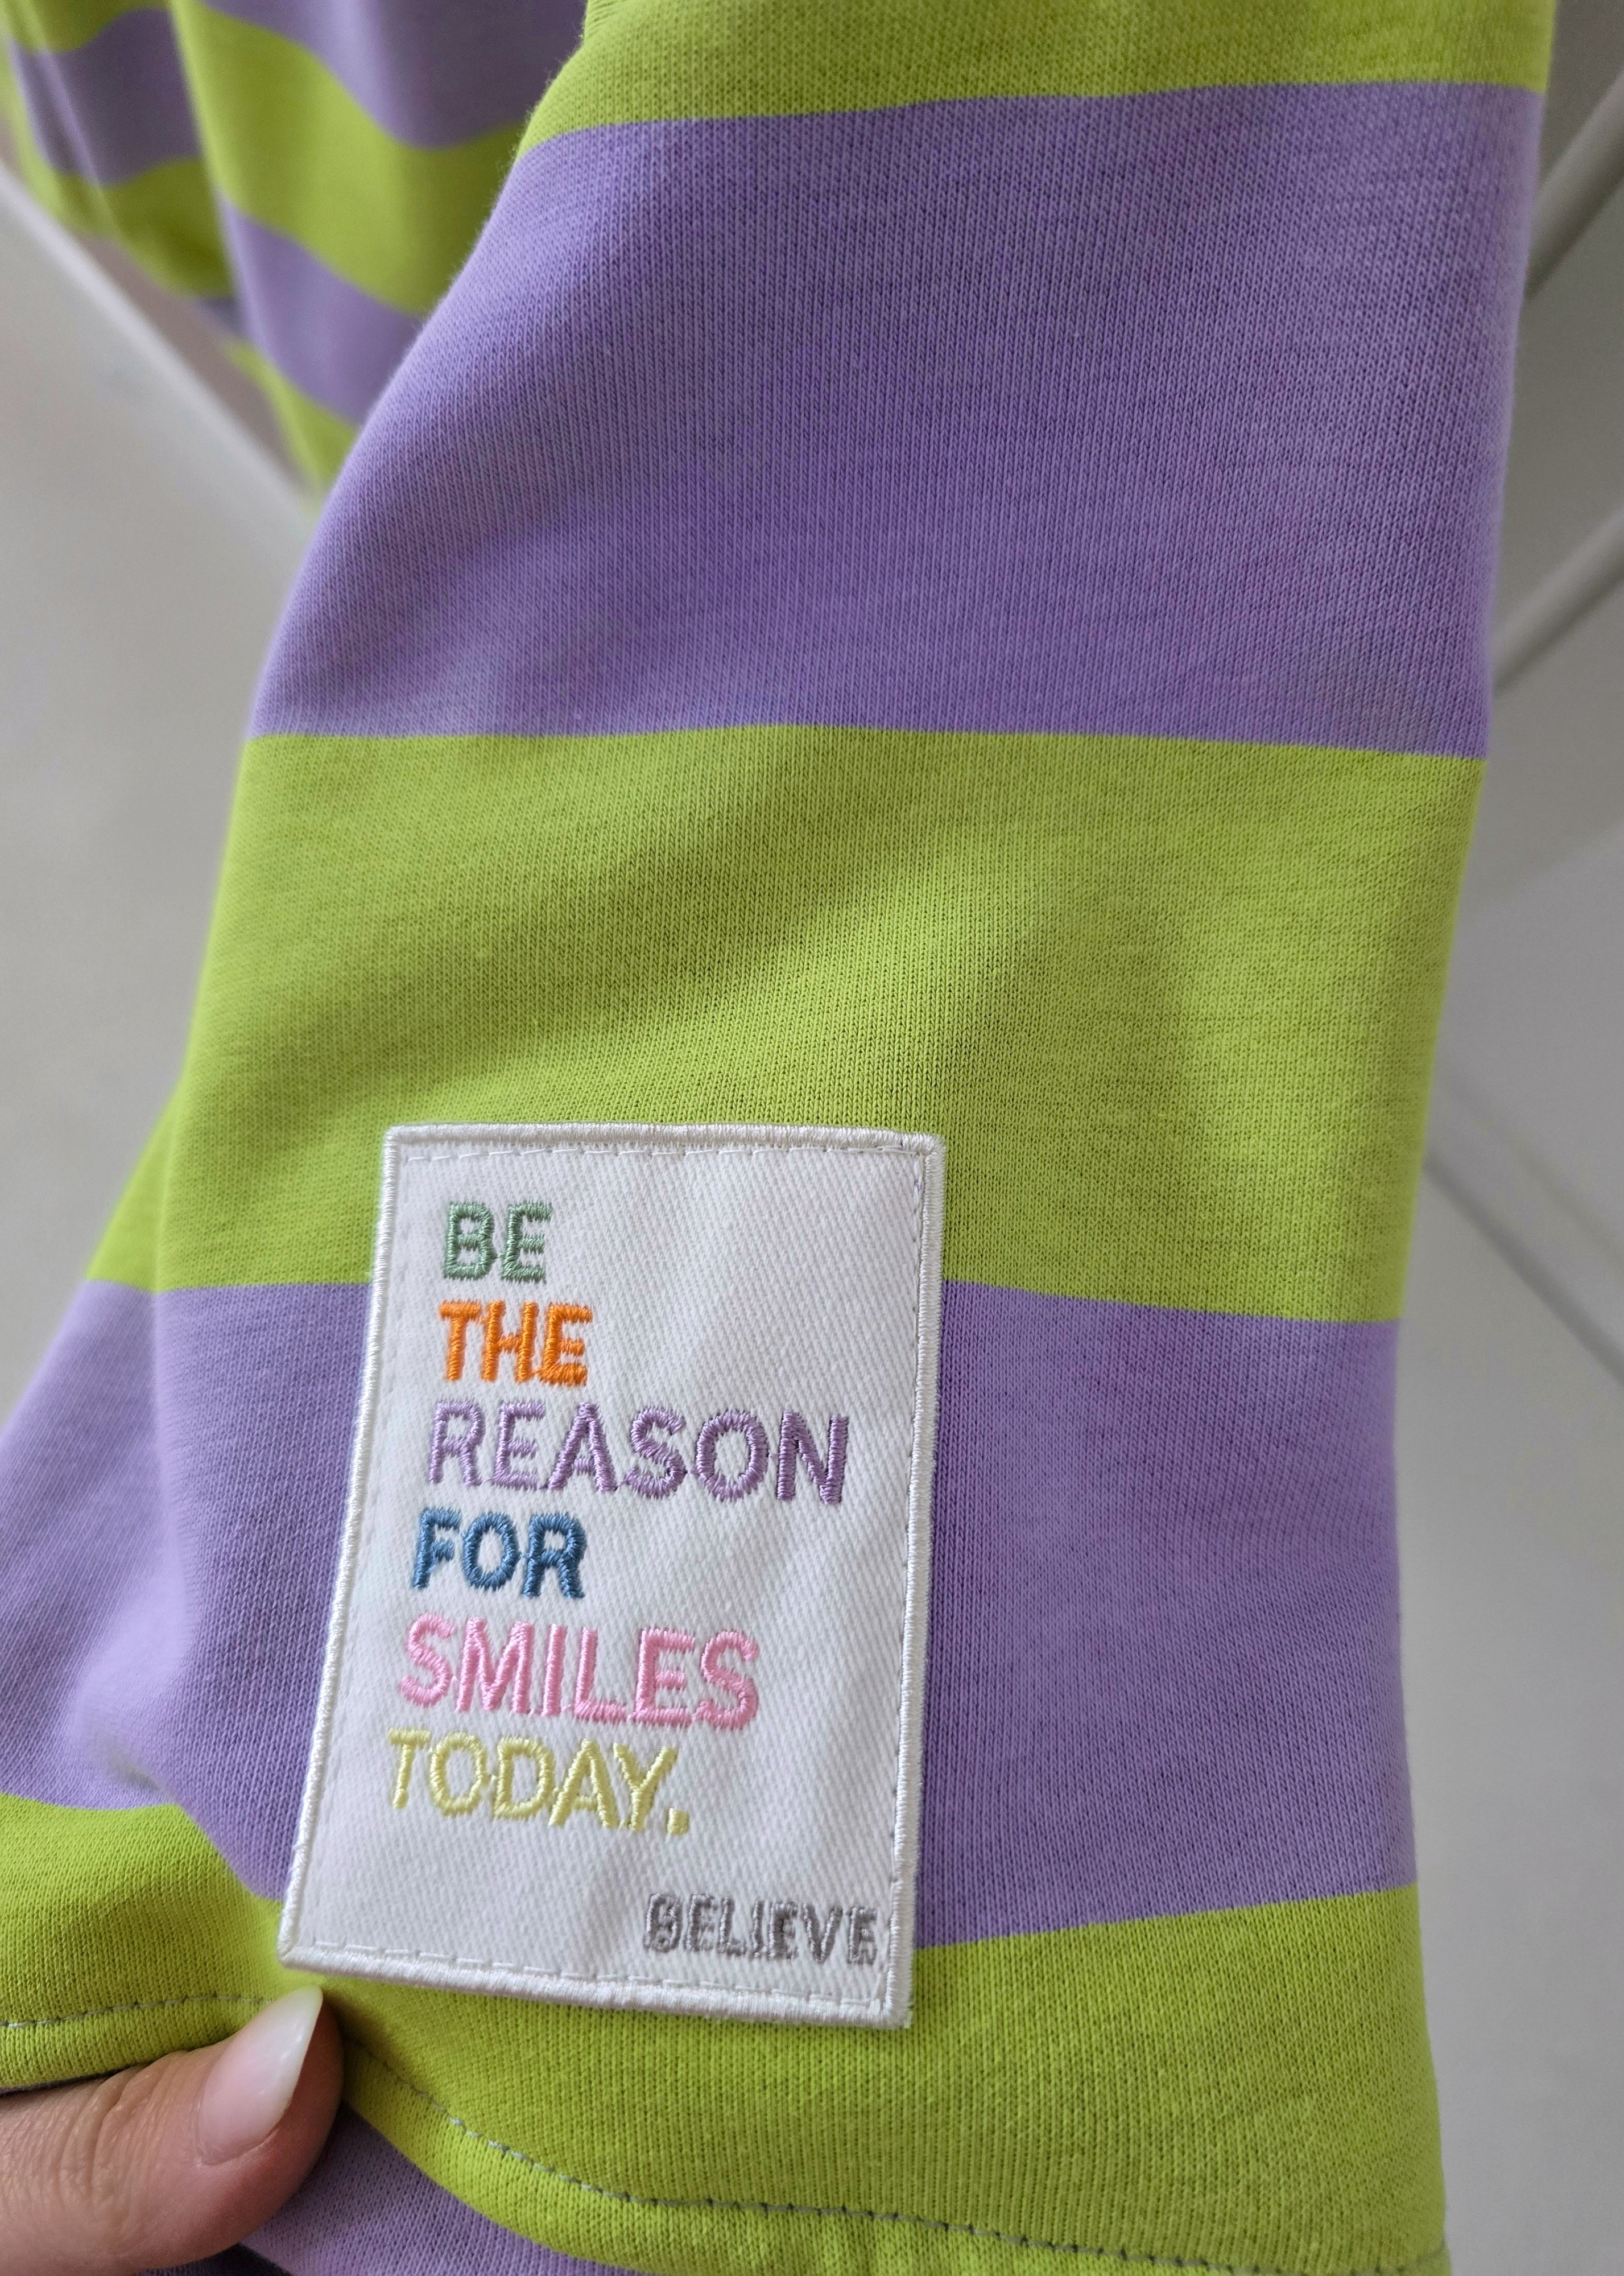 BE
THE
REASON
FOR
SMILES
TODAY.
BELIEVE